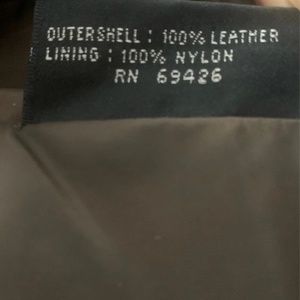 OUTERSHELL : 100% LEATHER
LINING : 100% NYLON
RN 69426